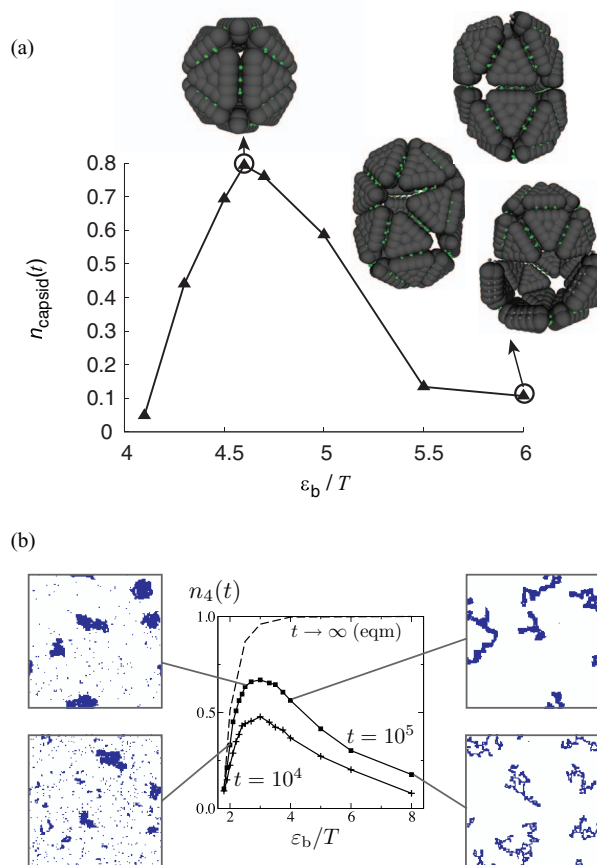 (a)
0.8
0.7
0.6
0.5
0.4
0.3
0.2
0.1
0
n_capsid(t)
4 4.5 5 5.5 6
ε_b / T
(b)
n_4(t)
1.0
0.5
0.0
t → ∞ (eqm)
t = 10^5
t = 10^4
2 4 6 8
ε_b/T